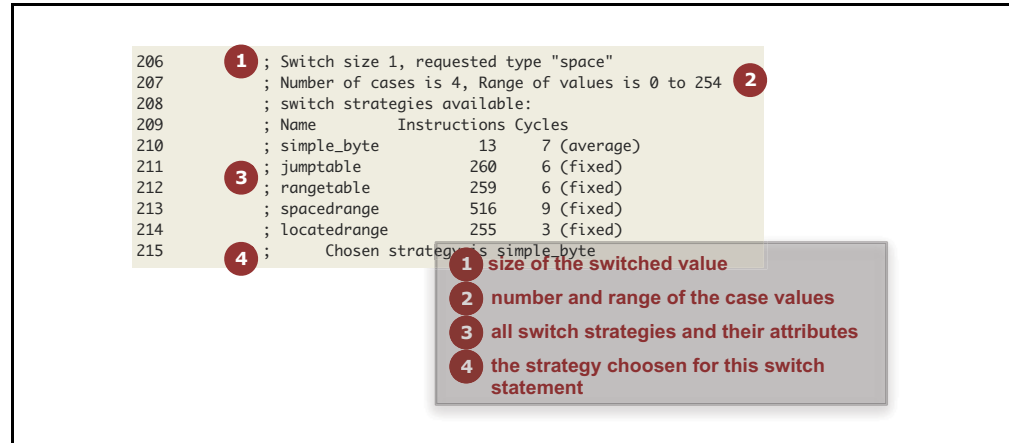 206 1 ; Switch size 1, requested type "space"
207 ; Number of cases is 4, Range of values is 0 to 254 2
208 ; switch strategies available:
209 ; Name Instructions Cycles
210 ; simple_byte 13 7 (average)
211 ; jumptable 260 6 (fixed)
3
212 ; rangetable 259 6 (fixed)
213 ; spacedrange 516 9 (fixed)
214 ; locatedrange 255 3 (fixed)
215 4 ; Chosen strategy is simple_byte
1 size of the switched value
2 number and range of the case values
3 all switch strategies and their attributes
4 the strategy choosen for this switch
statement